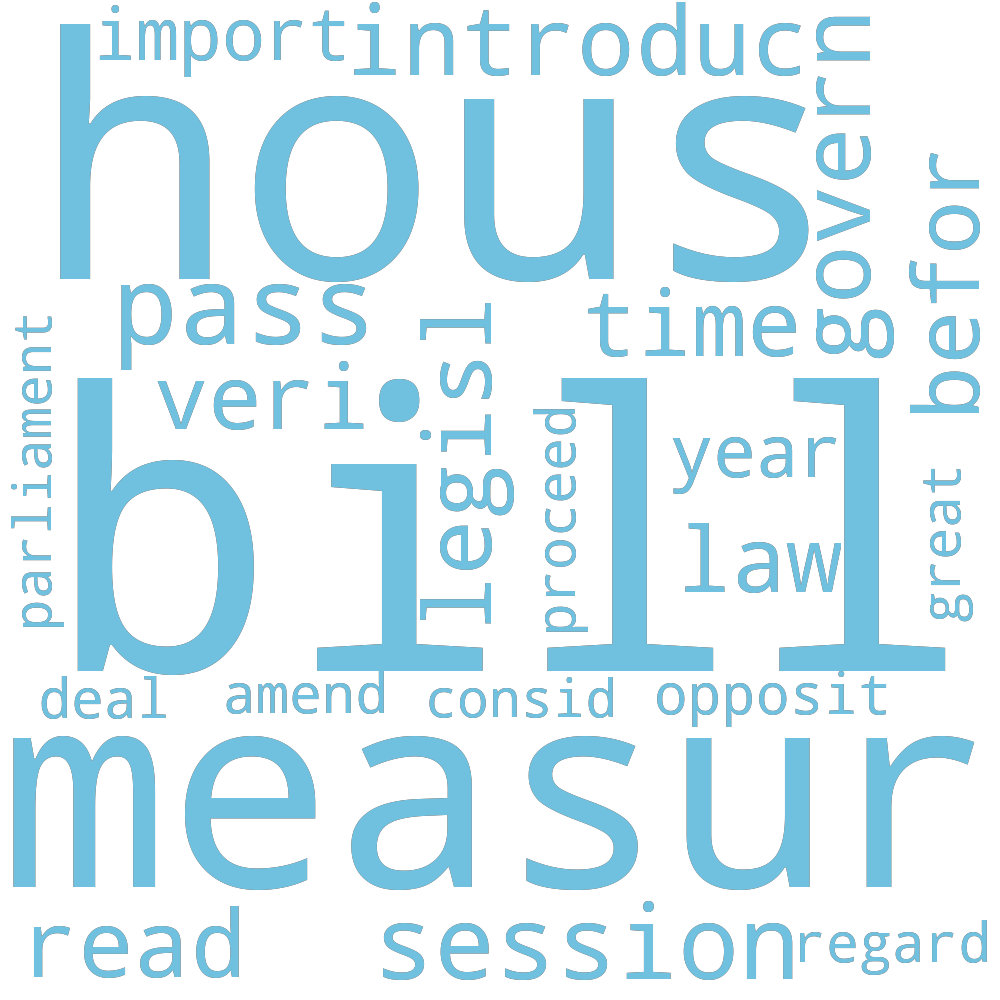 import
introduc
govern
befor
hous
pass
time
parliament
veri
legisl
proceed
year
law
great
bill
deal
amend
consid
opposit
measur
read
session
regard